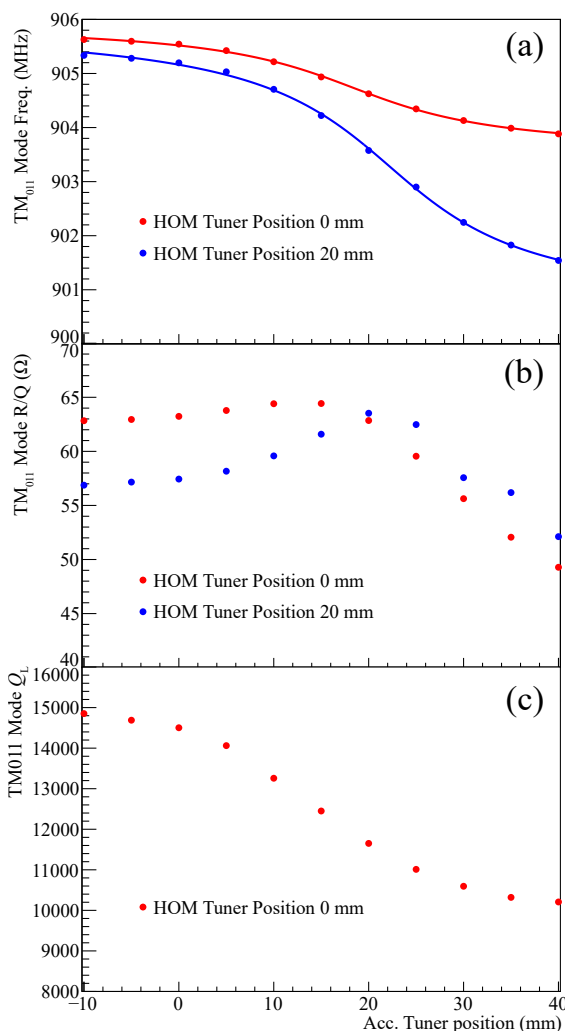 906
905
904
903
902
901
900
TM₀₁₁ Mode Freq. (MHz)
(a)
HOM Tuner Position 0 mm
HOM Tuner Position 20 mm
70
65
60
55
50
45
40
TM₀₁₁ Mode R/Q (Ω)
(b)
HOM Tuner Position 0 mm
HOM Tuner Position 20 mm
16000
15000
14000
13000
12000
11000
10000
9000
8000
TM011 Mode Q_L
(c)
HOM Tuner Position 0 mm
−10 0 10 20 30 40
Acc. Tuner position (mm)